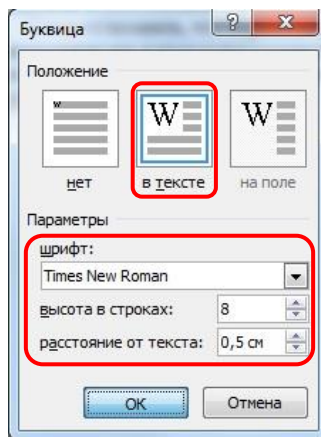 Буквица
Положение
W
W
W
нет
в тексте
на поле
Параметры
шрифт:
Times New Roman
высота в строках: 8
расстояние от текста: 0,5 см
ОК Отмена